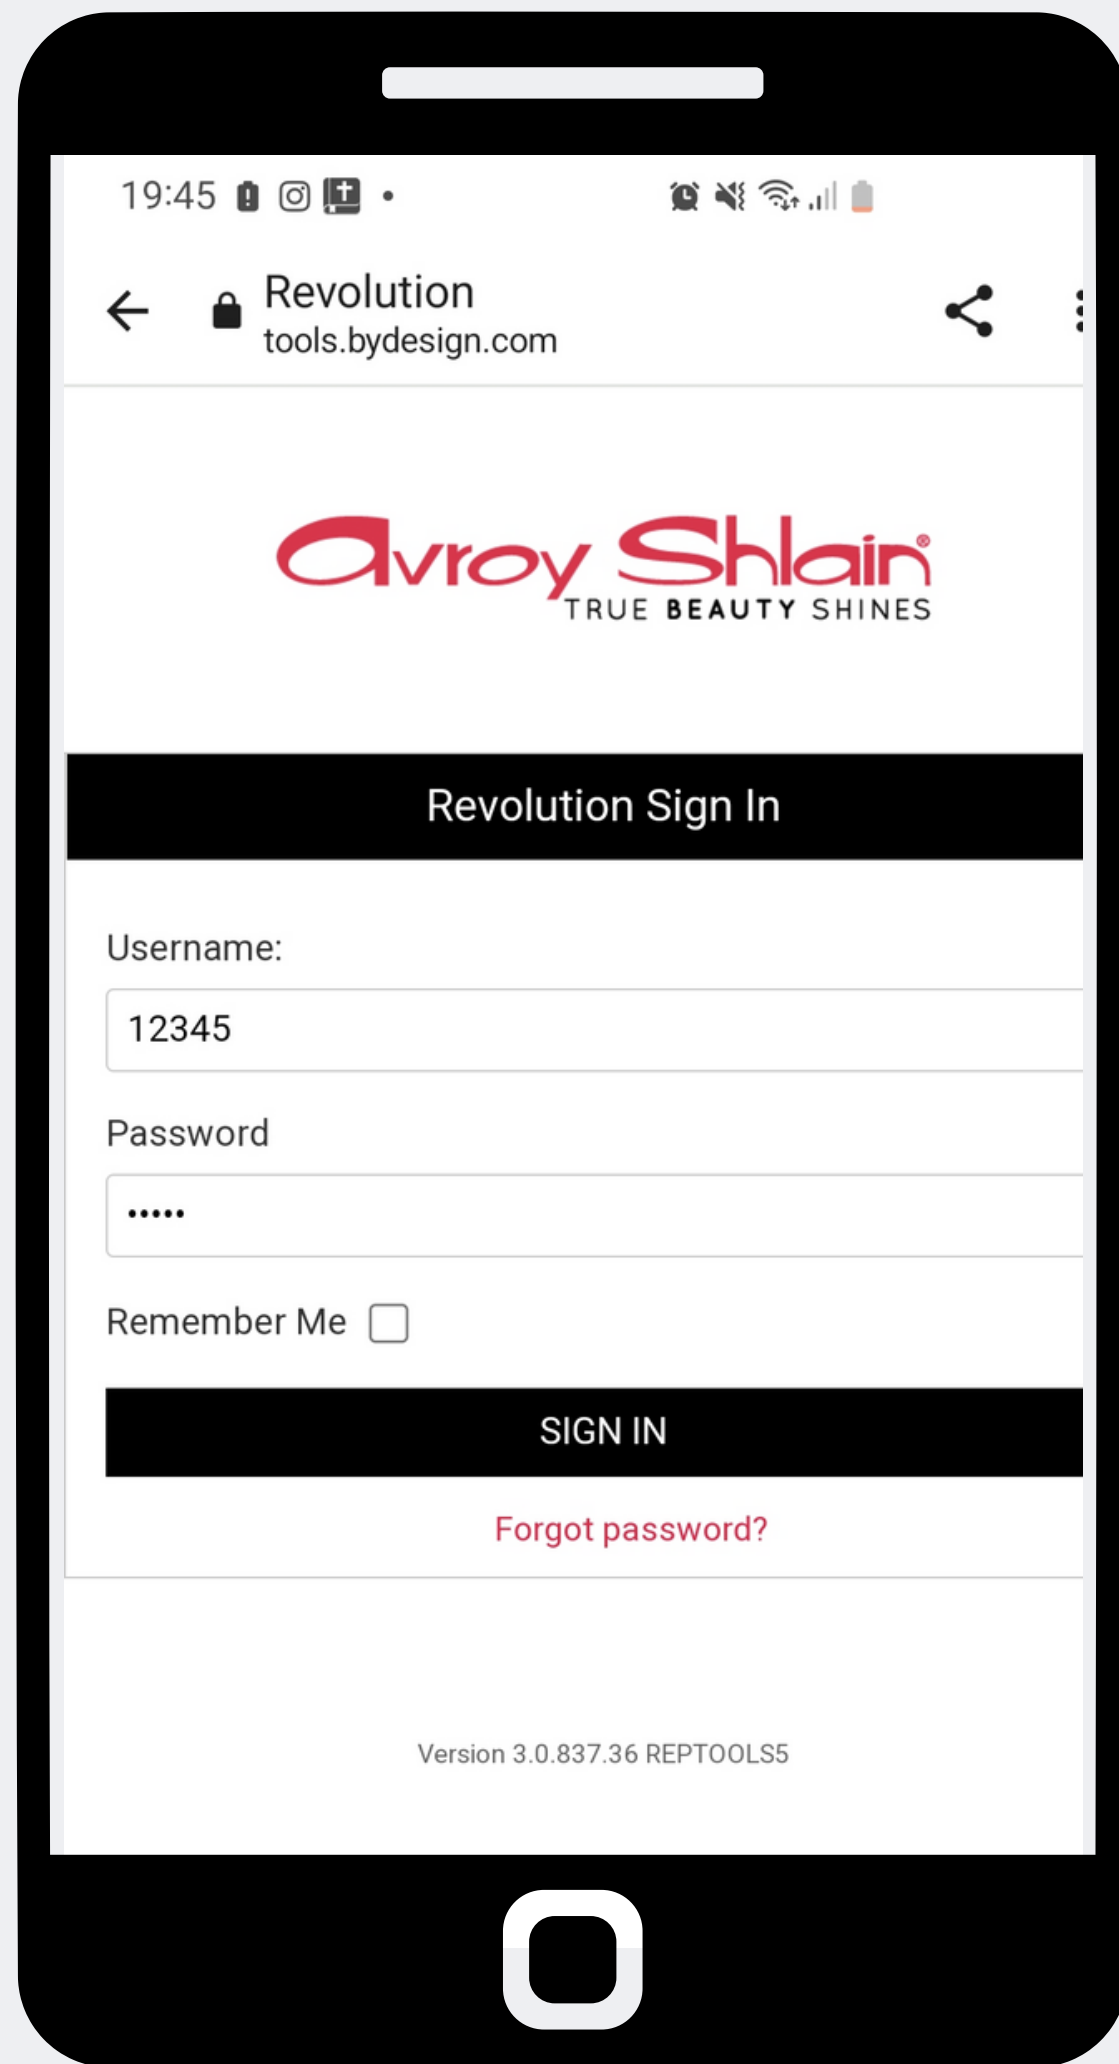 19:45
Revolution
tools.bydesign.com
avroy Shlain®
TRUE BEAUTY SHINES
Revolution Sign In
Username:
12345
Password
•••••
Remember Me
SIGN IN
Forgot password?
Version 3.0.837.36 REPTOOLS5